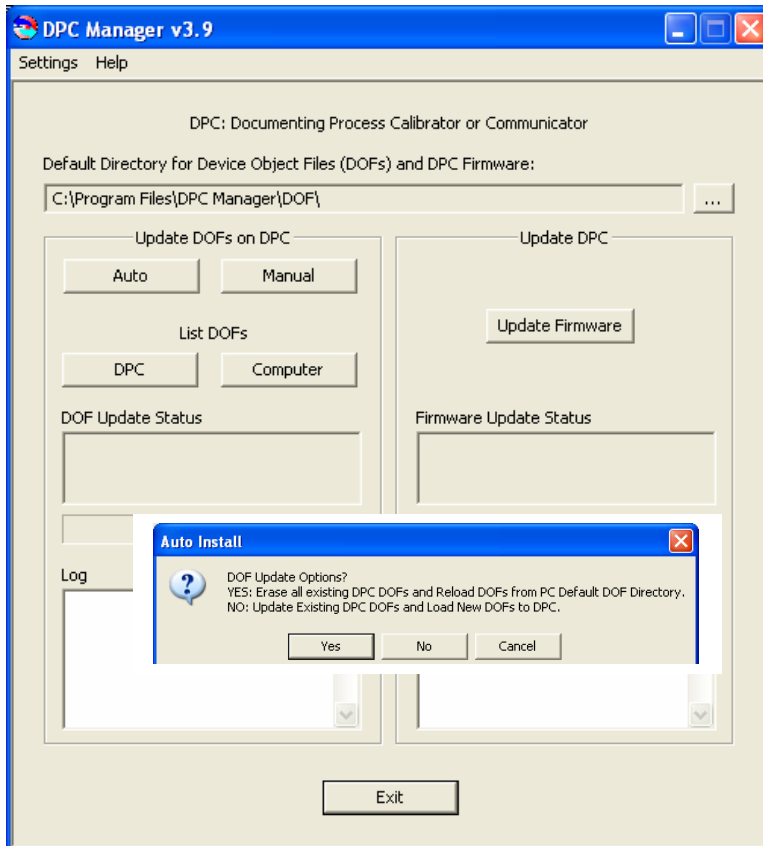 DPC Manager v3.9
Settings Help
DPC: Documenting Process Calibrator or Communicator
Default Directory for Device Object Files (DOFs) and DPC Firmware:
C:\Program Files\DPC Manager\DOF\
...
Update DOFs on DPC
Auto Manual
List DOFs
DPC Computer
DOF Update Status
Update DPC
Update Firmware
Firmware Update Status
Log
Auto Install
DOF Update Options?
YES: Erase all existing DPC DOFs and Reload DOFs from PC Default DOF Directory.
NO: Update Existing DPC DOFs and Load New DOFs to DPC.
Yes No Cancel
Exit